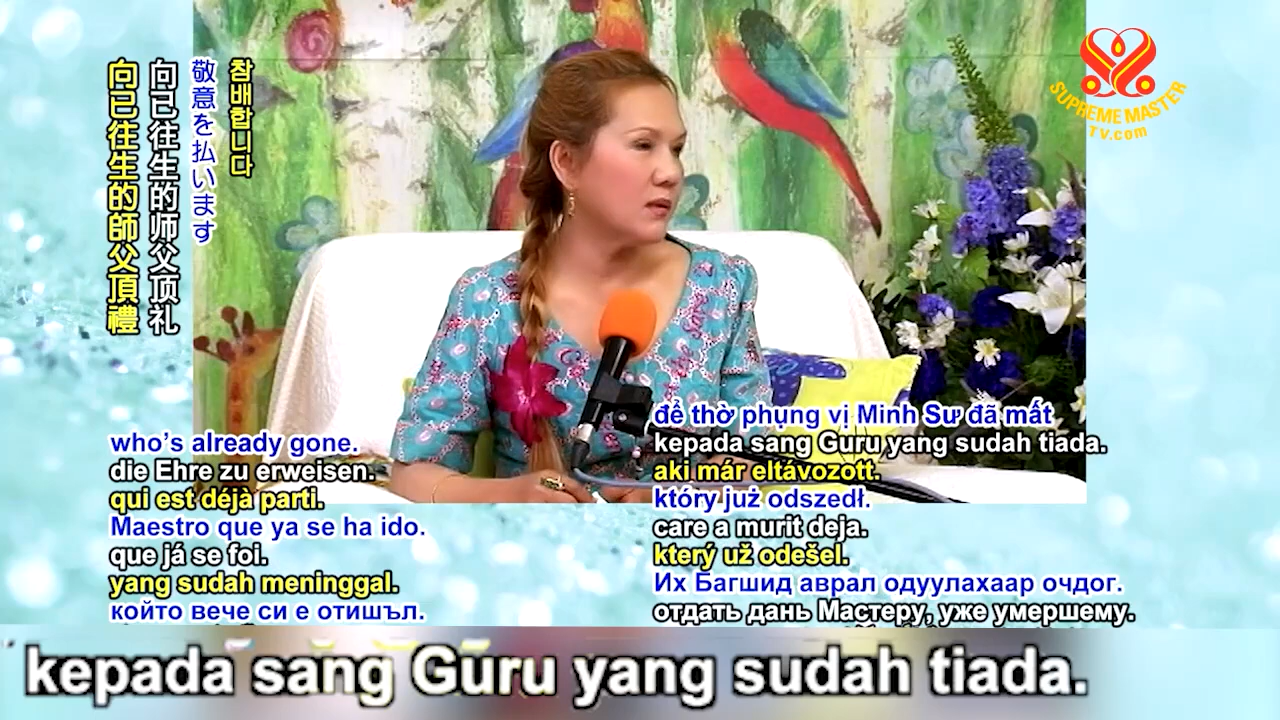 SUPREME MASTER
TV.com
참배합니다
敬意を払います
向已往生的师父顶礼
向已往生的師父頂禮
who's already gone.
die Ehre zu erweisen.
qui est déjà parti.
Maestro que ya se ha ido.
que já se foi.
yang sudah meninggal.
който вече си е отишъл.
để thờ phụng vị Minh Sư đã mất
kepada sang Guru yang sudah tiada.
aki már eltávozott.
który już odszedł.
care a murit deja.
který už odešel.
Их Багшид аврал одуулахаар очдог.
отдать дань Мастеру, уже умершему.
kepada sang Guru yang sudah tiada.